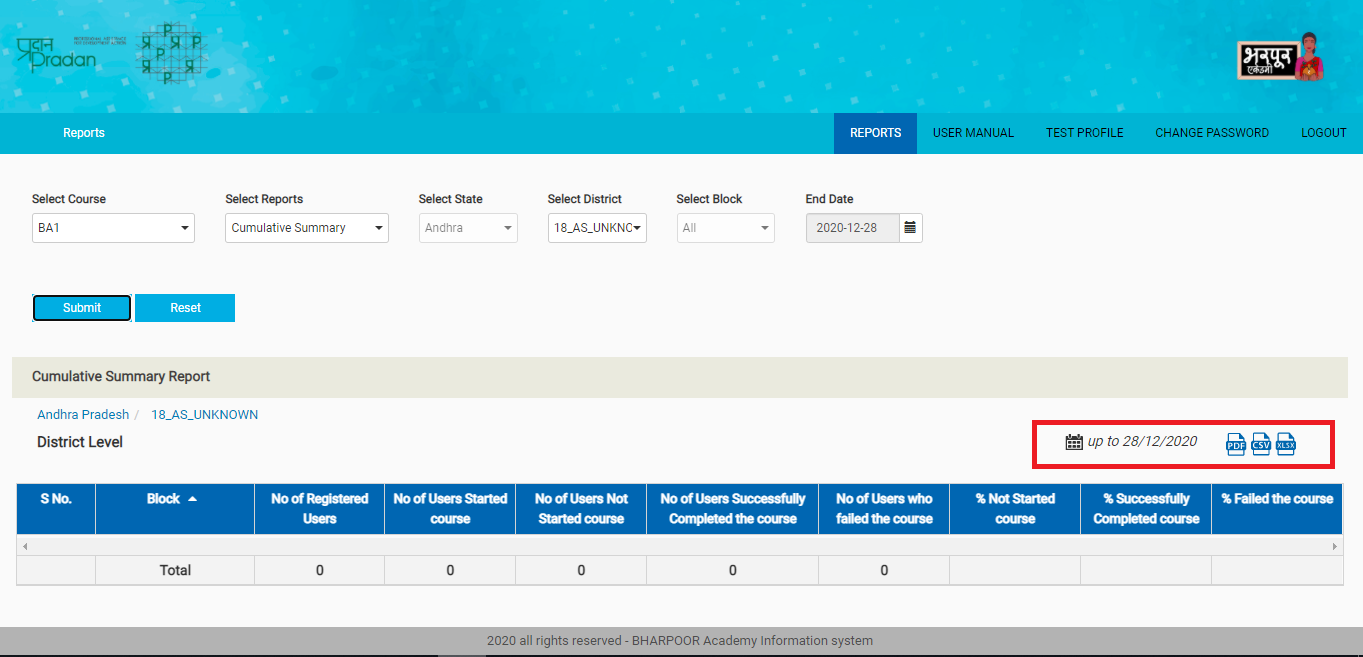 प्रदान
Pradan
P
प्र P प्र P
P प्र
प्र P प्र
P
भरपूर
एकेडमी
Reports
REPORTS
USER MANUAL
TEST PROFILE
CHANGE PASSWORD
LOGOUT
Select Course
Select Reports
Select State
Select District
Select Block
End Date
BA1
Cumulative Summary
Andhra
18_AS_UNKNC
All
2020-12-28
Submit
Reset
Cumulative Summary Report
Andhra Pradesh / 18_AS_UNKNOWN
District Level
up to 28/12/2020
PDF CSV XLSX
S No.
Block
No of Registered
Users
No of Users Started
course
No of Users Not
Started course
No of Users Successfully
Completed the course
No of Users who
failed the course
% Not Started
course
% Successfully
Completed course
% Failed the course
Total 0 0 0 0 0
2020 all rights reserved - BHARPOOR Academy Information system